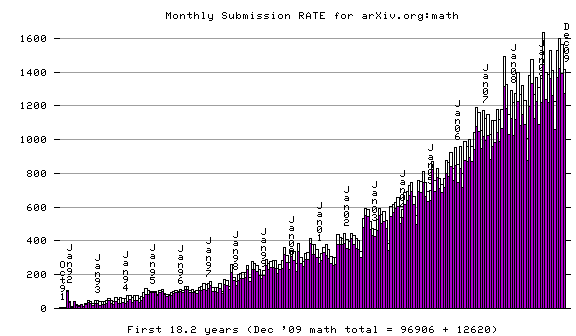 Monthly Submission RATE for arXiv.org:math
1600
1400
1200
1000
800
600
400
200
0
Oct91
Jan92
Jan93
Jan94
Jan95
Jan96
Jan97
Jan98
Jan99
Jan00
Jan01
Jan02
Jan03
Jan05
Jan06
Jan07
Jan08
Dec09
First 18.2 years (Dec '09 math total = 96906 + 12620)